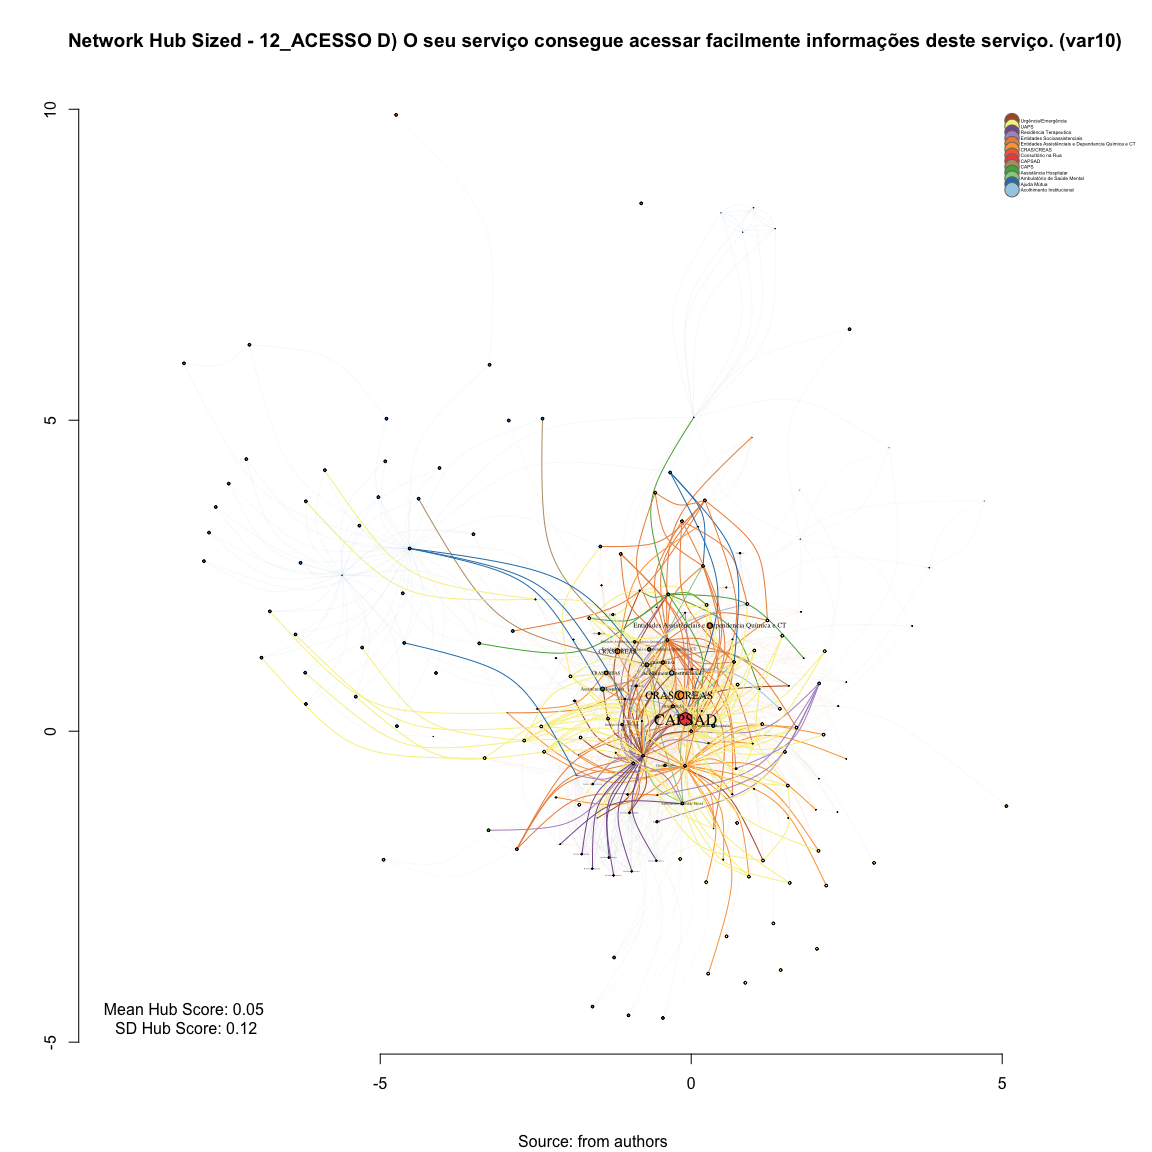 Network Hub Sized - 12_ACESSO D) O seu serviço consegue acessar facilmente informações deste serviço. (var10)
10
5
0
-5
Urgência/Emergência
UAPS
Residência Terapeutica
Entidades Socioassistenciais
Entidades Assistênciais e Dependencia Química e CT
CRAS/CREAS
Consultório na Rua
CAPSAD
CAPS
Assistência Hospitalar
Ambulatório de Saúde Mental
Ajuda Mútua
Acolhimento Institucional
Entidades Assistênciais e Dependencia Química e CT
CRAS/CREAS
CRAS/CREAS
CAPSAD
Mean Hub Score: 0.05
SD Hub Score: 0.12
-5
0
5
Source: from authors